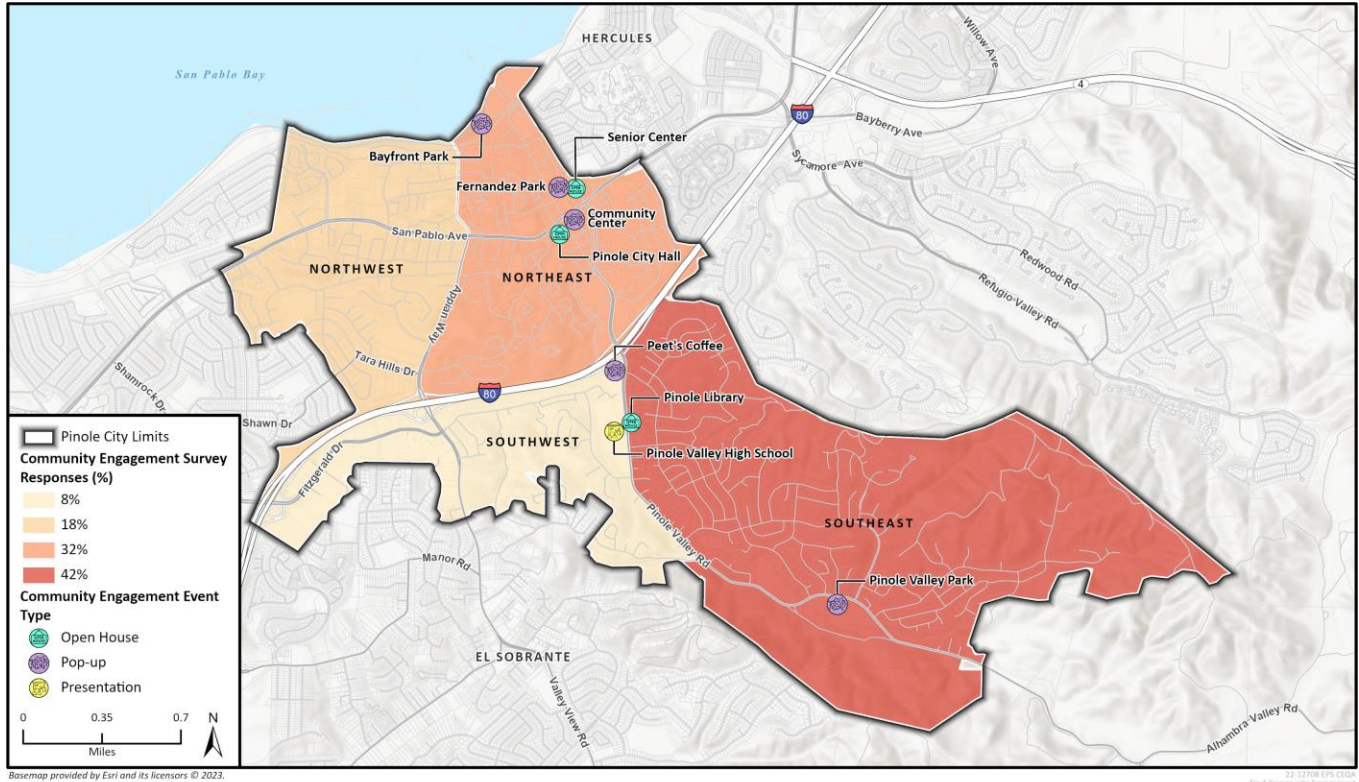 HERCULES
San Pablo Bay
Willow Ave
4
80
Bayberry Ave
Sycamore Ave
Senior Center
Bayfront Park
Fernandez Park
Community
Center
San Pablo Ave
Pinole City Hall
NORTHWEST
NORTHEAST
Redwood Rd
Refugio Valley Rd
Appian Way
Peet's Coffee
Tara Hills Dr
Shamrock Dr
80
Pinole Library
Shawn Dr
SOUTHWEST
Pinole Valley High School
Fitzgerald Dr
SOUTHEAST
Pinole Valley Rd
Manor Rd
Pinole Valley Park
EL SOBRANTE
Valley View Rd
Alhambra Valley Rd
Pinole City Limits
Community Engagement Survey
Responses (%)
8%
18%
32%
42%
Community Engagement Event
Type
Open House
Pop-up
Presentation
0 0.35 0.7 N
Miles
Basemap provided by Esri and its licensors © 2023.
22-12708 EPS CEQA